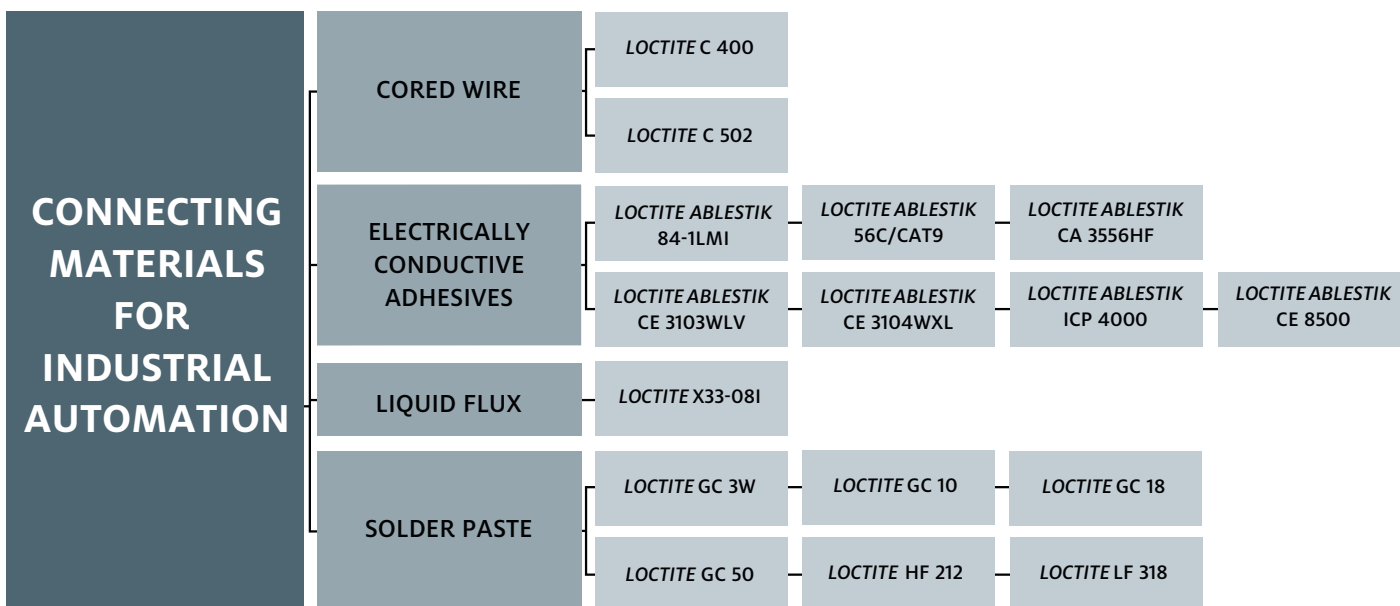 CONNECTING
MATERIALS
FOR
INDUSTRIAL
AUTOMATION
CORED WIRE
LOCTITE C 400
LOCTITE C 502
ELECTRICALLY
CONDUCTIVE
ADHESIVES
LOCTITE ABLESTIK
84-1LMI
LOCTITE ABLESTIK
56C/CAT9
LOCTITE ABLESTIK
CA 3556HF
LOCTITE ABLESTIK
CE 3103WLV
LOCTITE ABLESTIK
CE 3104WXL
LOCTITE ABLESTIK
ICP 4000
LOCTITE ABLESTIK
CE 8500
LIQUID FLUX
LOCTITE X33-08I
SOLDER PASTE
LOCTITE GC 3W
LOCTITE GC 10
LOCTITE GC 18
LOCTITE GC 50
LOCTITE HF 212
LOCTITE LF 318